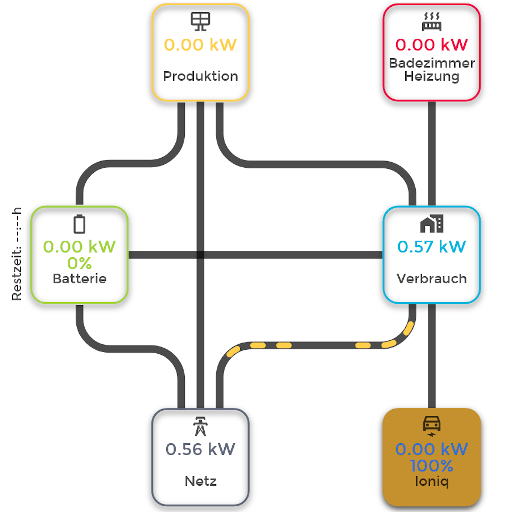 0.00 kW
Produktion
0.00 kW
Badezimmer
Heizung
Restzeit: --:--h
0.00 kW
0%
Batterie
0.57 kW
Verbrauch
0.56 kW
Netz
0.00 kW
100%
Ioniq